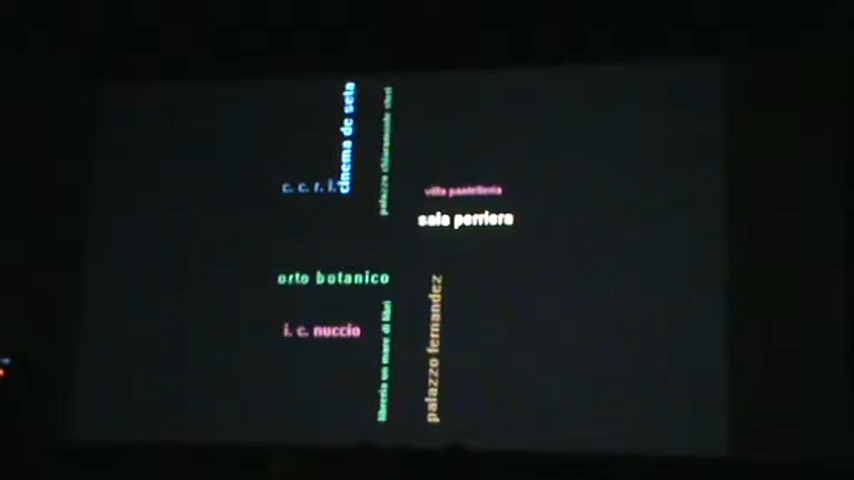 cinema de seta
palazzo chiaramonte steri
c. c. r. i.
villa pantelleria
sala perriera
orto botanico
i. c. nuccio
libreria un mare di libri
palazzo fernandez